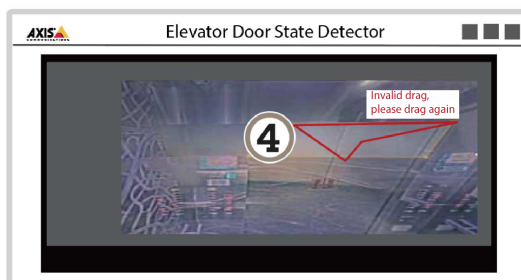 AXIS
COMMUNICATIONS
Elevator Door State Detector
Invalid drag,
please drag again
4